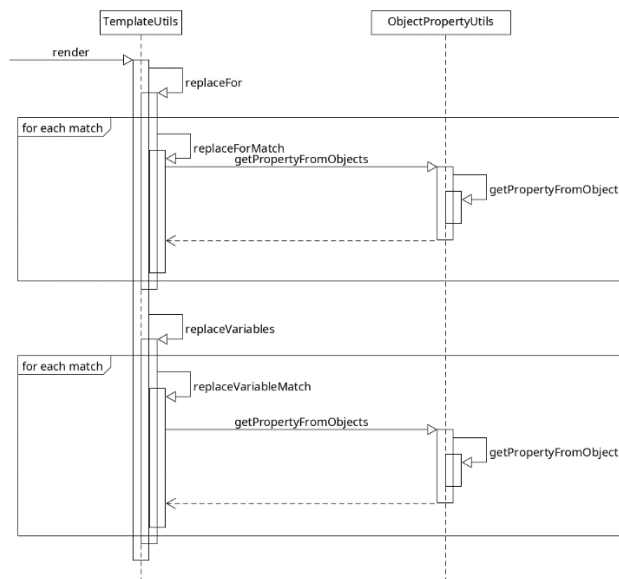 TemplateUtils
ObjectPropertyUtils
render
replaceFor
for each match
replaceForMatch
getPropertyFromObjects
getPropertyFromObject
replaceVariables
for each match
replaceVariableMatch
getPropertyFromObjects
getPropertyFromObject